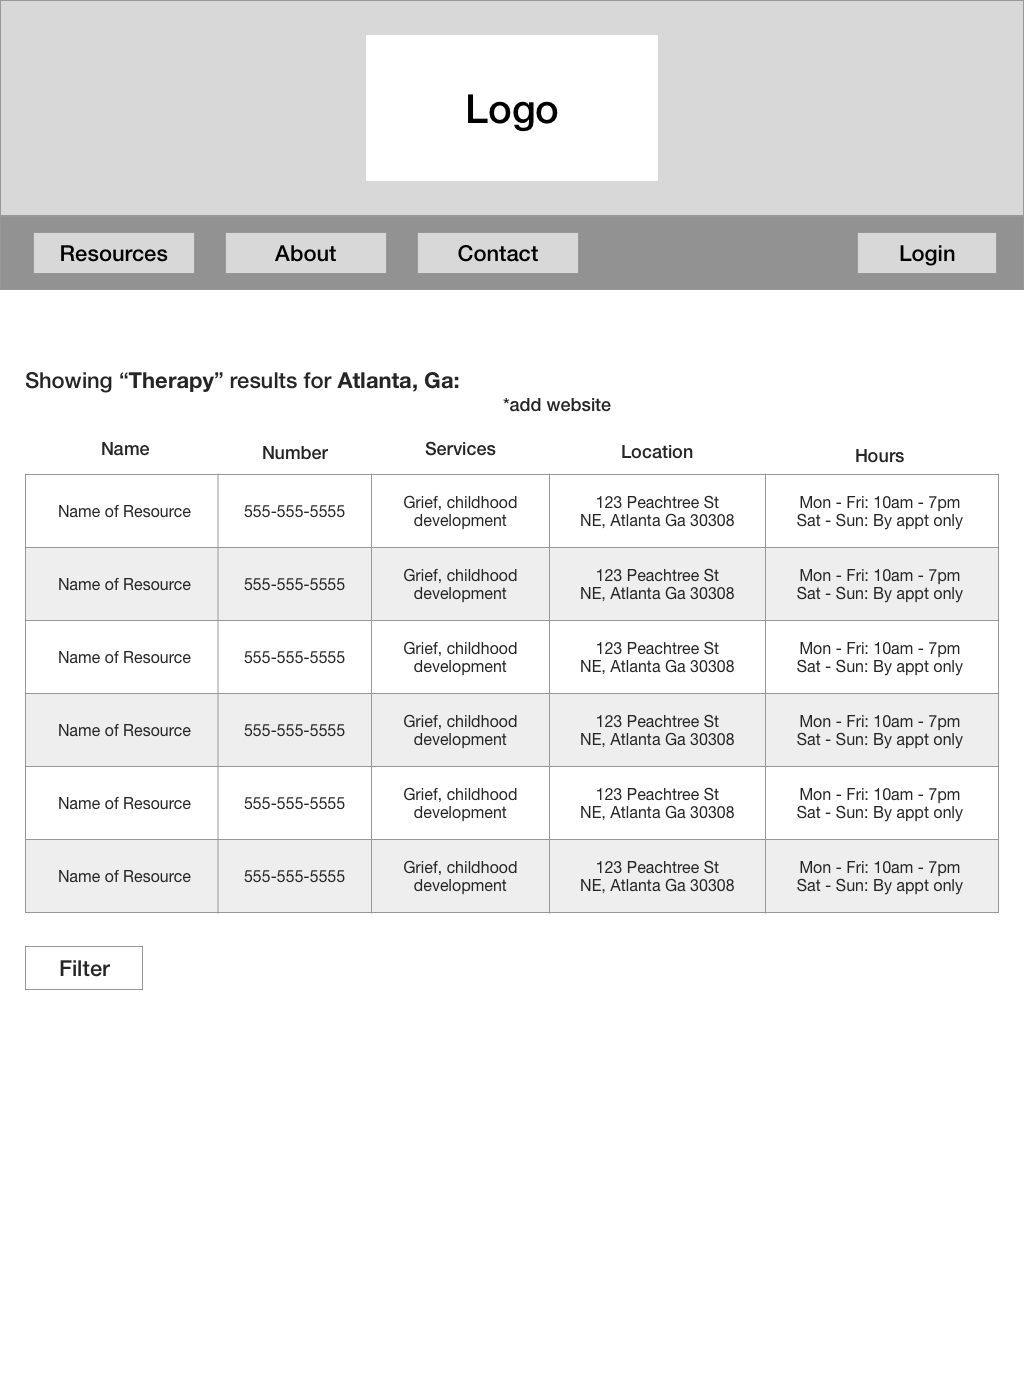 Logo
Resources
About
Contact
Login
Showing “Therapy” results for Atlanta, Ga:
*add website
Name
Number
Services
Location
Hours
Name of Resource
555-555-5555
Grief, childhood
development
123 Peachtree St
NE, Atlanta Ga 30308
Mon - Fri: 10am - 7pm
Sat - Sun: By appt only
Name of Resource
555-555-5555
Grief, childhood
development
123 Peachtree St
NE, Atlanta Ga 30308
Mon - Fri: 10am - 7pm
Sat - Sun: By appt only
Name of Resource
555-555-5555
Grief, childhood
development
123 Peachtree St
NE, Atlanta Ga 30308
Mon - Fri: 10am - 7pm
Sat - Sun: By appt only
Name of Resource
555-555-5555
Grief, childhood
development
123 Peachtree St
NE, Atlanta Ga 30308
Mon - Fri: 10am - 7pm
Sat - Sun: By appt only
Name of Resource
555-555-5555
Grief, childhood
development
123 Peachtree St
NE, Atlanta Ga 30308
Mon - Fri: 10am - 7pm
Sat - Sun: By appt only
Name of Resource
555-555-5555
Grief, childhood
development
123 Peachtree St
NE, Atlanta Ga 30308
Mon - Fri: 10am - 7pm
Sat - Sun: By appt only
Filter